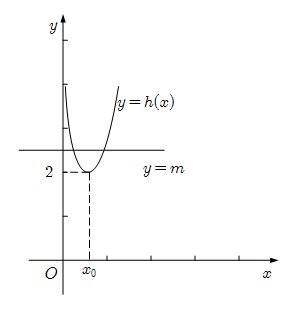 y
y = h(x)
y = m
2
O
x₀
x